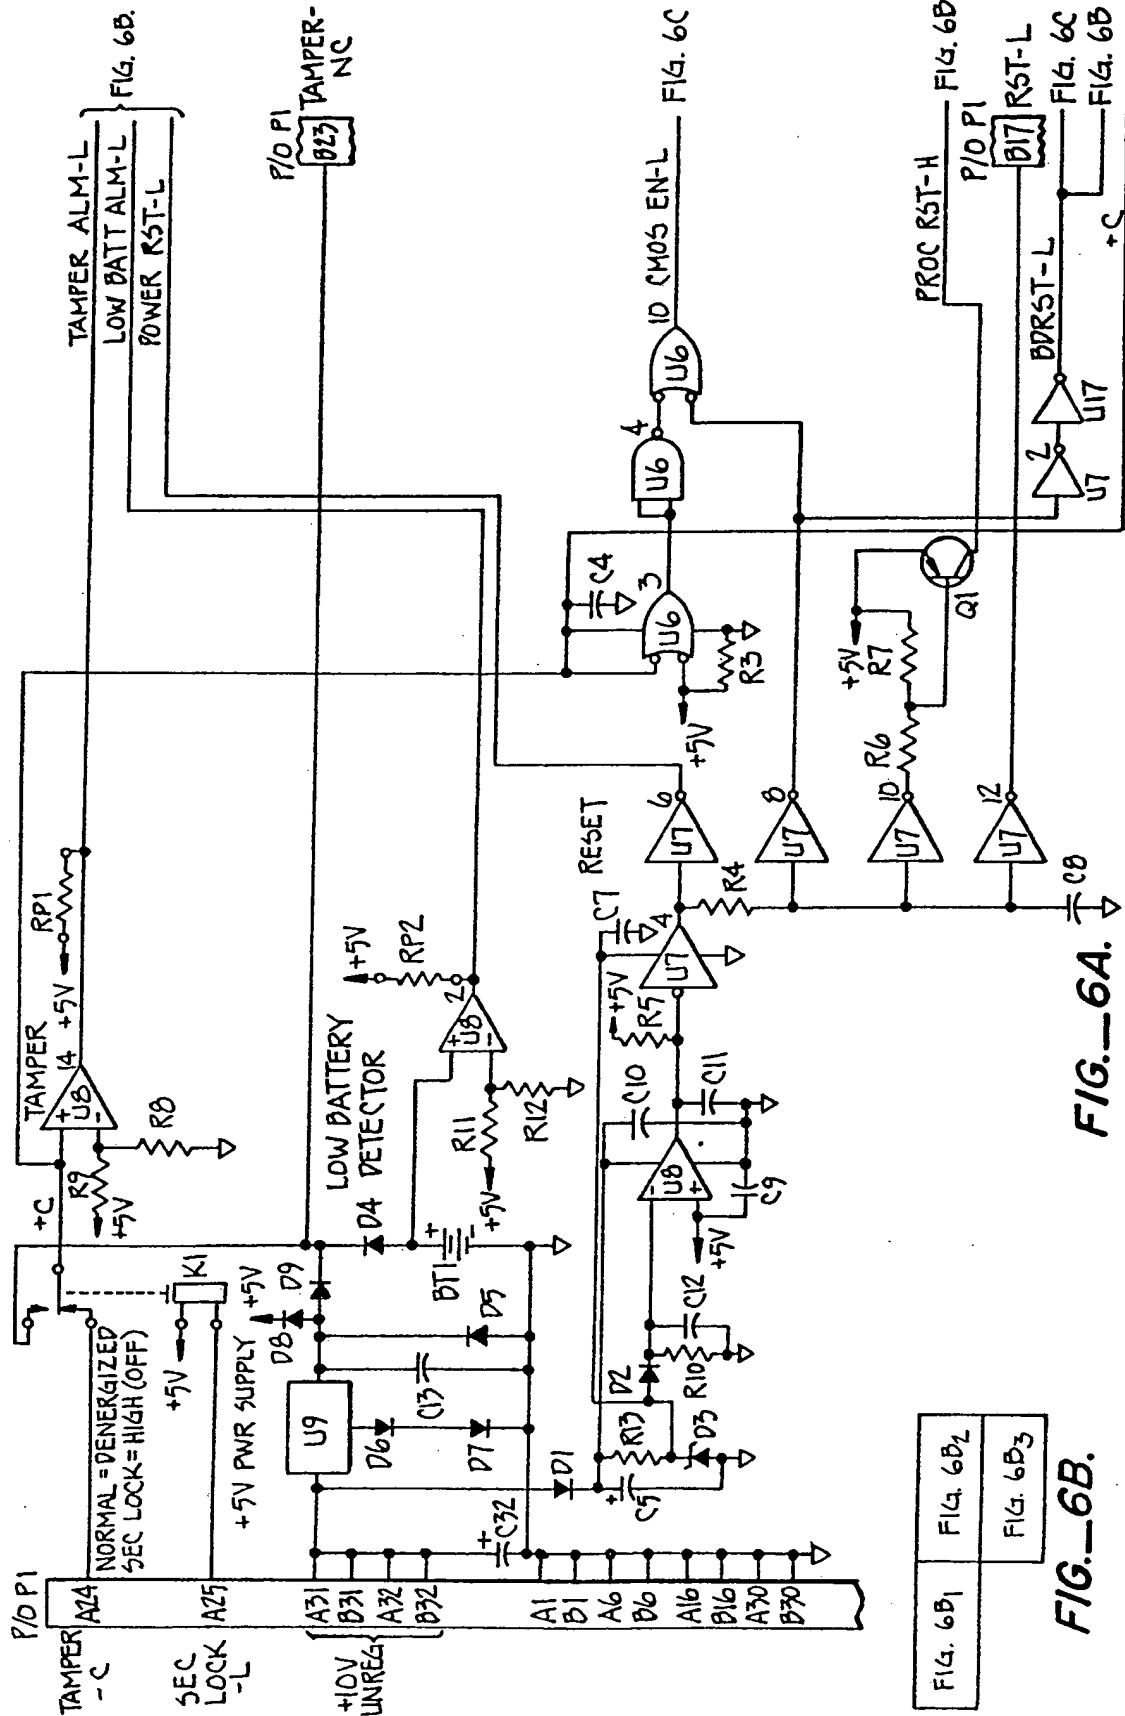 P/O P1
TAMPER
-C
A24
NORMAL = DENERGIZED
SEC LOCK = HIGH (OFF)
SEC
LOCK
-L
A25
+5V
K1
+C
R9
+5V
R8
TAMPER
+
U8
-
14
+5V
RP1
TAMPER ALM-L
LOW BATT ALM-L
POWER RST-L
FIG. 6B.
P/O P1
B23
TAMPER-
NC
+10V
UNREG
A31
B31
A32
B32
+5V PWR SUPPLY
U9
D8
+5V
D9
D6
D7
C13
D5
+
C32
LOW BATTERY
DETECTOR
D4
BT1
+
-
+5V
R11
R12
+
U8
-
2
+5V
RP2
A1
B1
A6
B6
A16
B16
A30
B30
D1
+
C5
R13
D3
D2
R10
C12
-
U8
+
+5V
C9
C10
C11
R5
+5V
C7
U7
4
RESET
R4
C8
U7
6
U7
8
U7
10
U7
12
+5V
R3
U6
3
C4
U6
4
U6
10 CMOS EN-L
FIG. 6C
R6
R7
+5V
Q1
PROC RST-H
FIG. 6B
P/O P1
B17
RST-L
U7
2
U17
BDRST-L
FIG. 6C
FIG. 6B
+C
FIG._6A.
FIG. 6B1
FIG. 6B2
FIG. 6B3
FIG._6B.